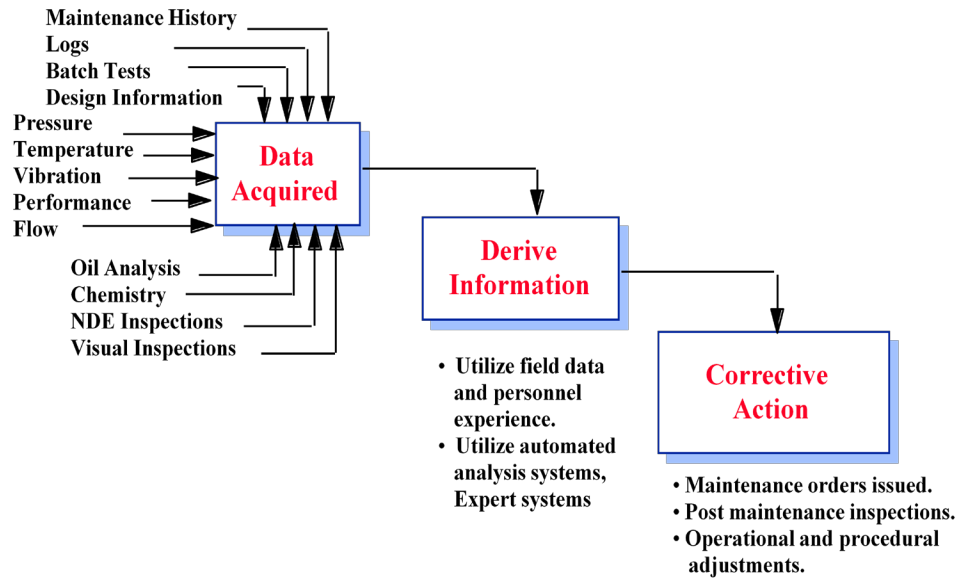 Maintenance History
Logs
Batch Tests
Design Information
Pressure
Temperature
Vibration
Performance
Flow
Data
Acquired
Oil Analysis
Chemistry
NDE Inspections
Visual Inspections
Derive
Information
• Utilize field data
and personnel
experience.
• Utilize automated
analysis systems,
Expert systems
Corrective
Action
• Maintenance orders issued.
• Post maintenance inspections.
• Operational and procedural
adjustments.